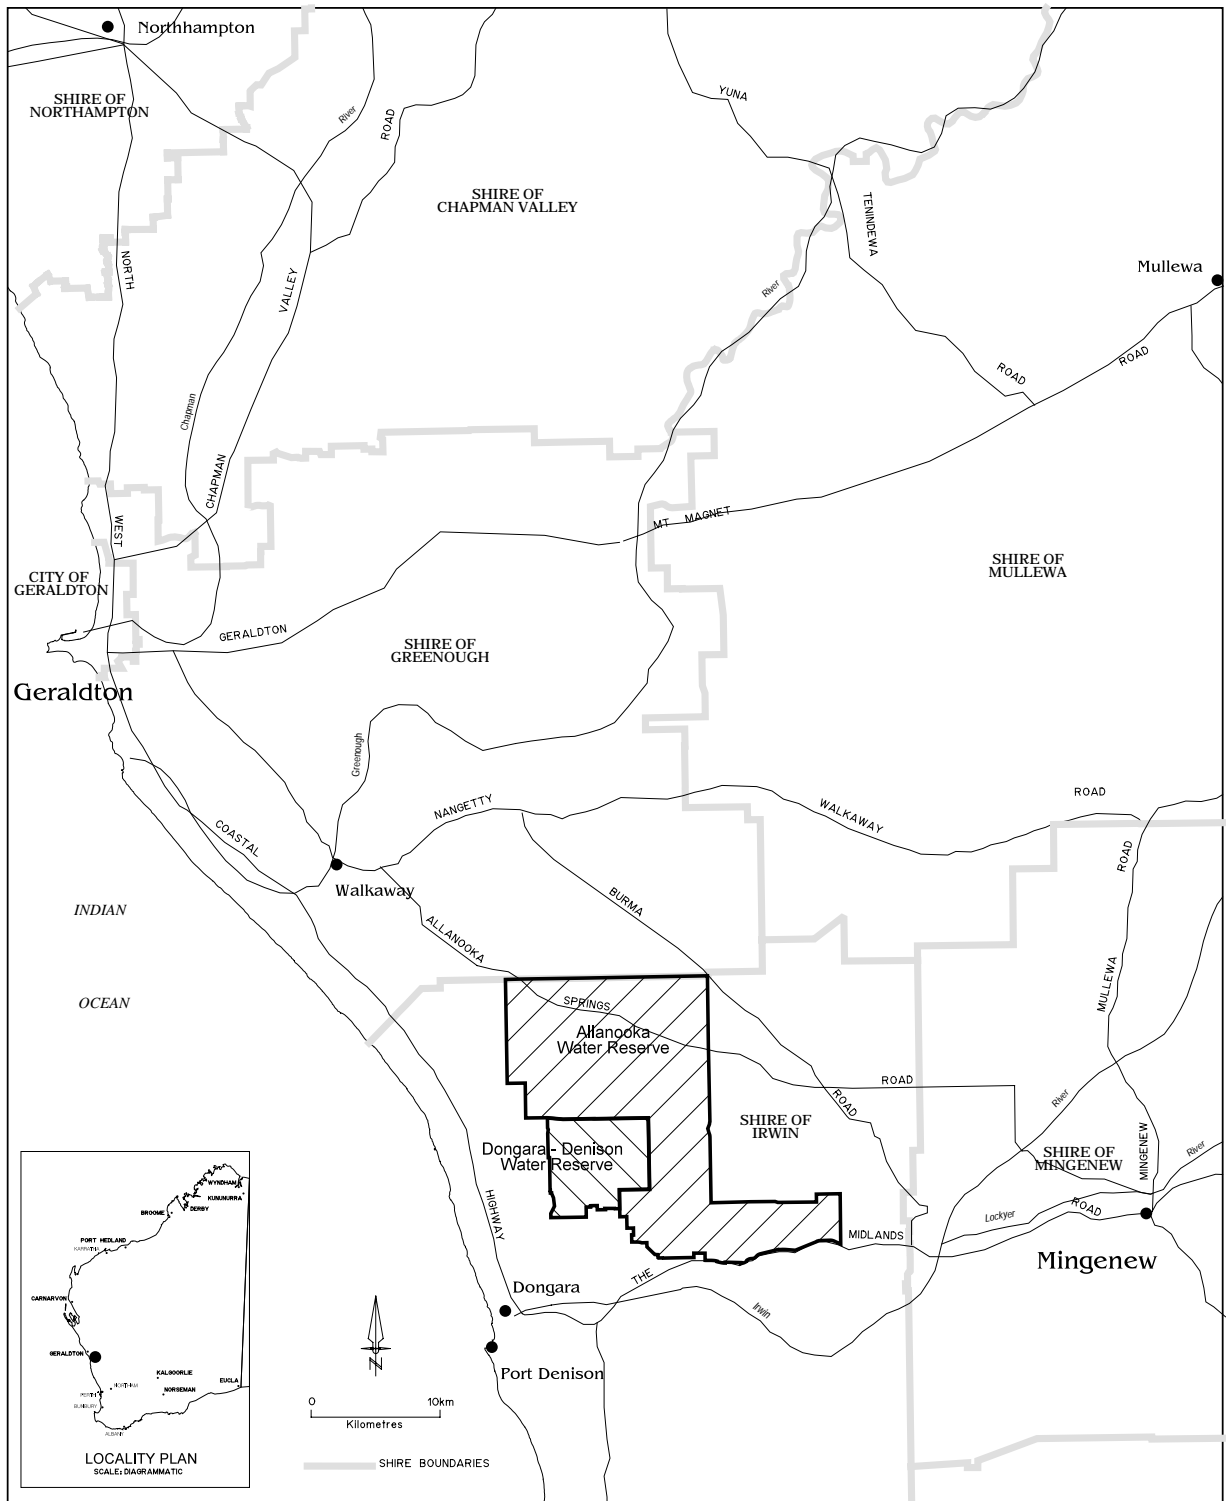 Northhampton
SHIRE OF
NORTHAMPTON
River
ROAD
YUNA
SHIRE OF
CHAPMAN VALLEY
TENINDEWA
NORTH
VALLEY
River
Mullewa
ROAD
ROAD
Chapman
CHAPMAN
WEST
MT MAGNET
CITY OF
GERALDTON
SHIRE OF
MULLEWA
GERALDTON
SHIRE OF
GREENOUGH
Geraldton
Greenough
NANGETTY
WALKAWAY
ROAD
COASTAL
ROAD
Walkaway
BURMA
INDIAN
ALLANOOKA
MULLEWA
OCEAN
SPRINGS
Allanooka
Water Reserve
ROAD
ROAD
River
SHIRE OF
IRWIN
Dongara - Denison
Water Reserve
SHIRE OF
MINGENEW
MINGENEW
River
HIGHWAY
Lockyer
ROAD
MIDLANDS
Mingenew
THE
Dongara
Irwin
Port Denison
N
0 10km
Kilometres
SHIRE BOUNDARIES
WYNDHAM
KUNUNURRA
DERBY
BROOME
PORT HEDLAND
KARRATHA
CARNARVON
GERALDTON
KALGOORLIE
EUCLA
NORTHAM
NORSEMAN
PERTH
BUNBURY
ALBANY
LOCALITY PLAN
SCALE: DIAGRAMMATIC